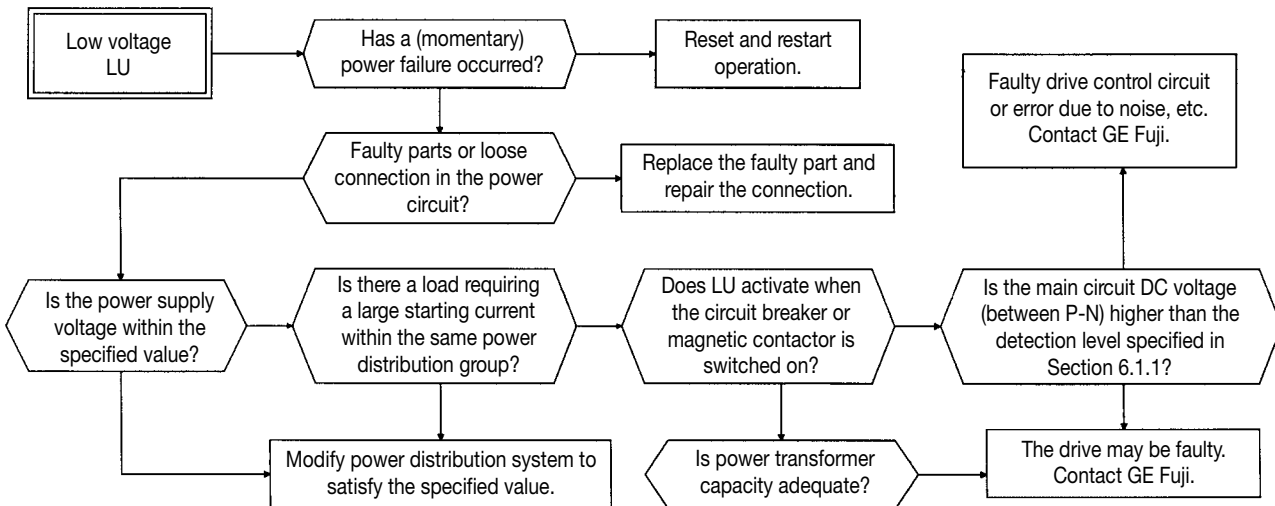 Low voltage
LU
Has a (momentary)
power failure occurred?
Reset and restart
operation.
Faulty drive control circuit
or error due to noise, etc.
Contact GE Fuji.
Faulty parts or loose
connection in the power
circuit?
Replace the faulty part and
repair the connection.
Is the power supply
voltage within the
specified value?
Is there a load requiring
a large starting current
within the same power
distribution group?
Does LU activate when
the circuit breaker or
magnetic contactor is
switched on?
Is the main circuit DC voltage
(between P-N) higher than the
detection level specified in
Section 6.1.1?
Modify power distribution system to
satisfy the specified value.
Is power transformer
capacity adequate?
The drive may be faulty.
Contact GE Fuji.